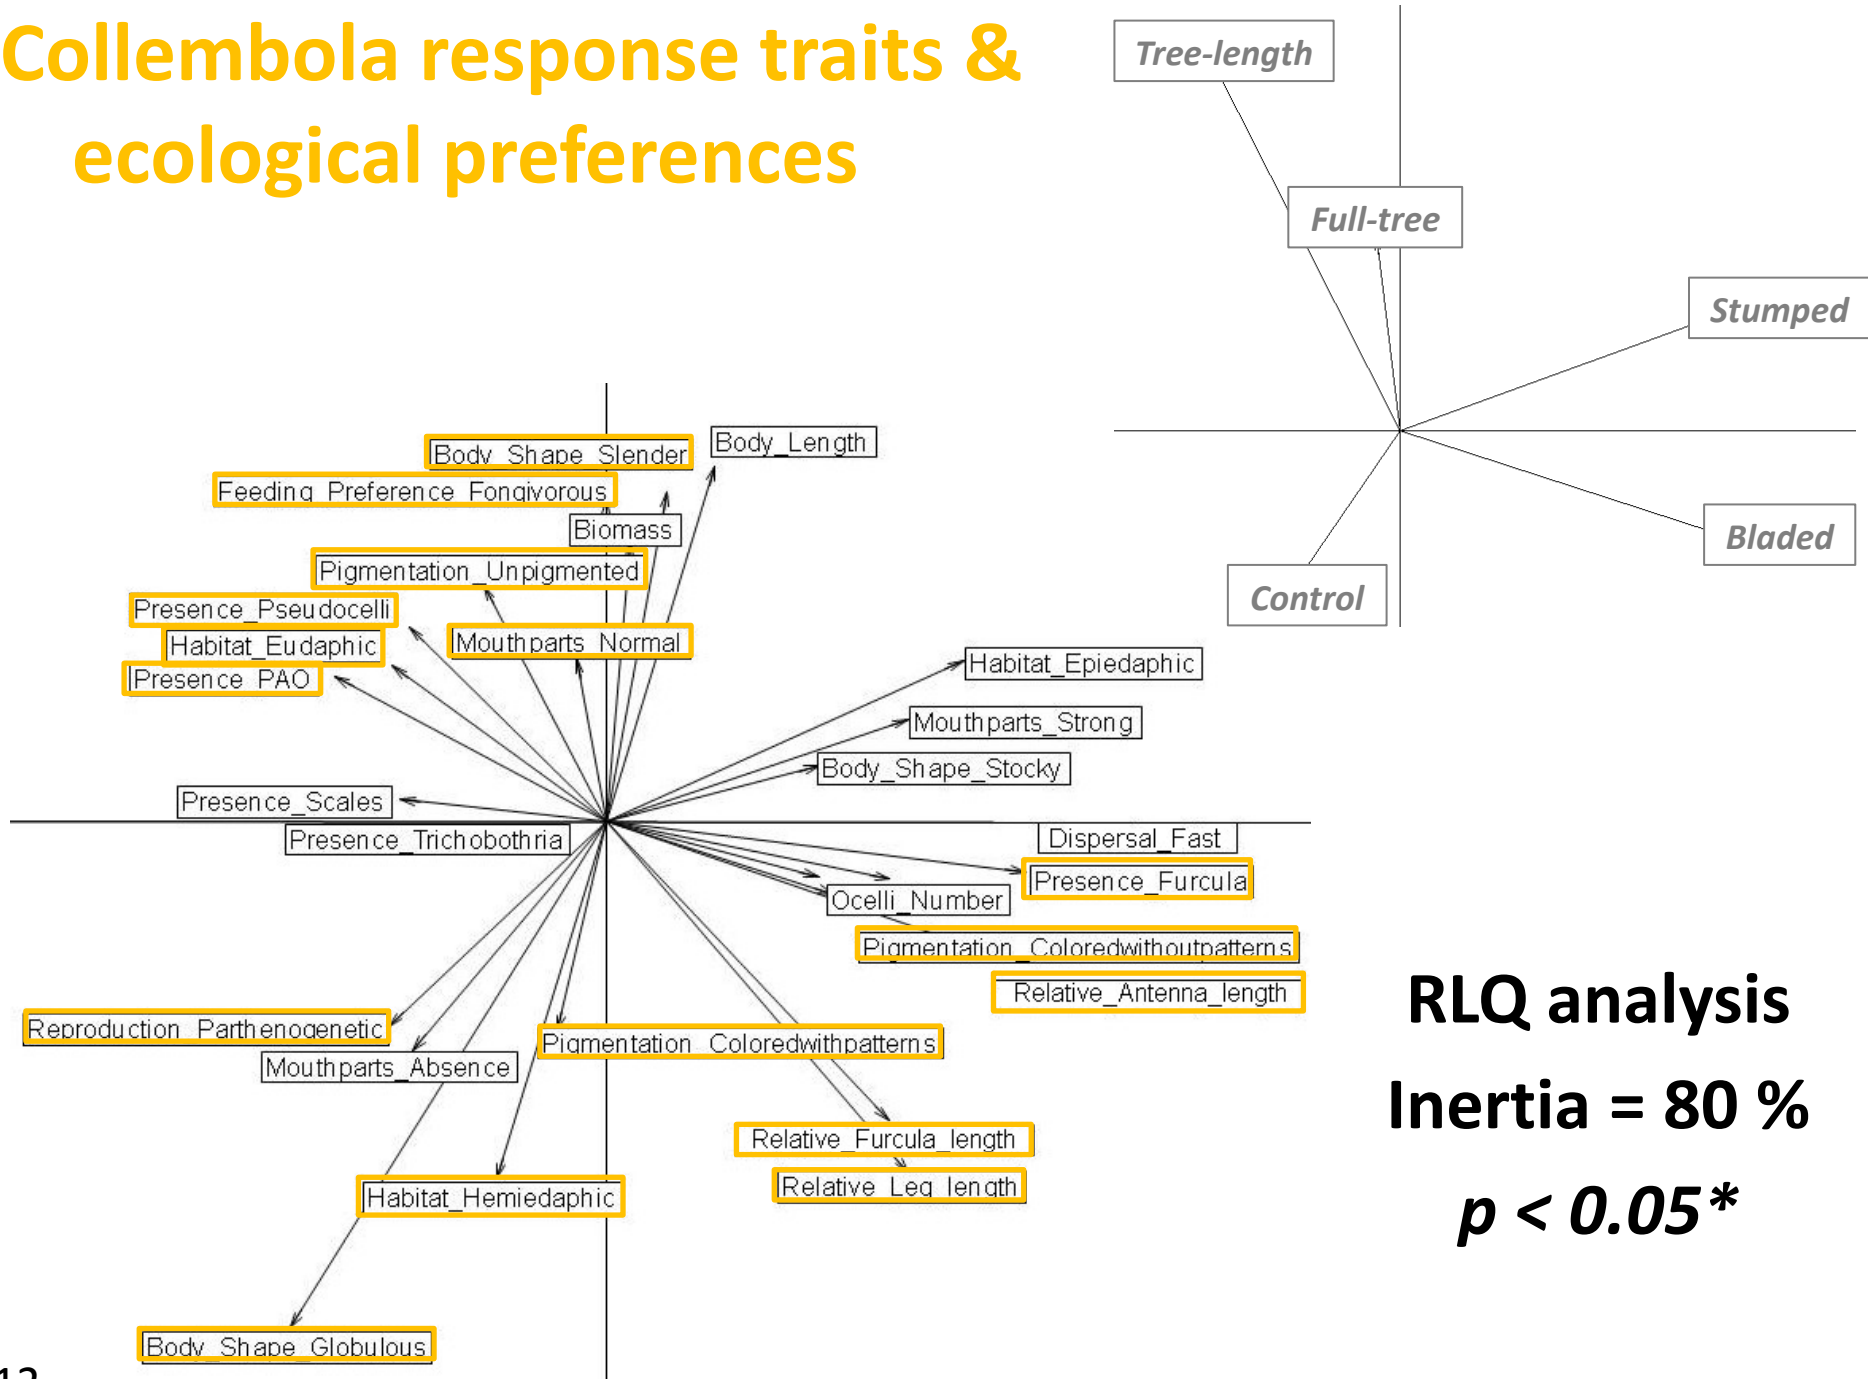 Collembola response traits &
ecological preferences
Tree-length
Full-tree
Stumped
Bladed
Control
Body_Length
Body_Shape_Slender
Feeding_Preference_Fongivorous
Biomass
Pigmentation_Unpigmented
Presence_Pseudocelli
Mouthparts_Normal
Habitat_Eudaphic
Presence_PAO
Habitat_Epiedaphic
Mouthparts_Strong
Body_Shape_Stocky
Presence_Scales
Presence_Trichobothria
Dispersal_Fast
Presence_Furcula
Ocelli_Number
Pigmentation_Coloredwithoutpatterns
Relative_Antenna_length
Reproduction_Parthenogenetic
Pigmentation_Coloredwithpatterns
Mouthparts_Absence
Relative_Furcula_length
Relative_Leg_length
Habitat_Hemiedaphic
Body_Shape_Globulous
RLQ analysis
Inertia = 80 %
p < 0.05*